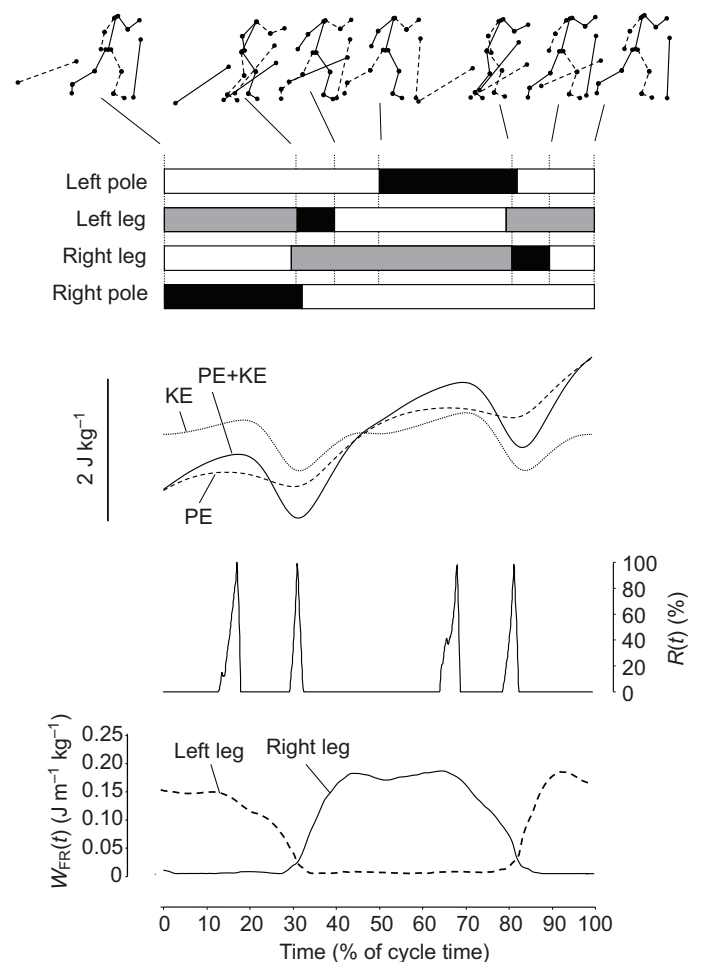 Left pole
Left leg
Right leg
Right pole
PE+KE
KE
2 J kg⁻¹
PE
100
80
60
40
20
0
R(t) (%)
0.25
0.20
0.15
0.10
0.05
0
W_FR(t) (J m⁻¹ kg⁻¹)
Left leg
Right leg
0 10 20 30 40 50 60 70 80 90 100
Time (% of cycle time)